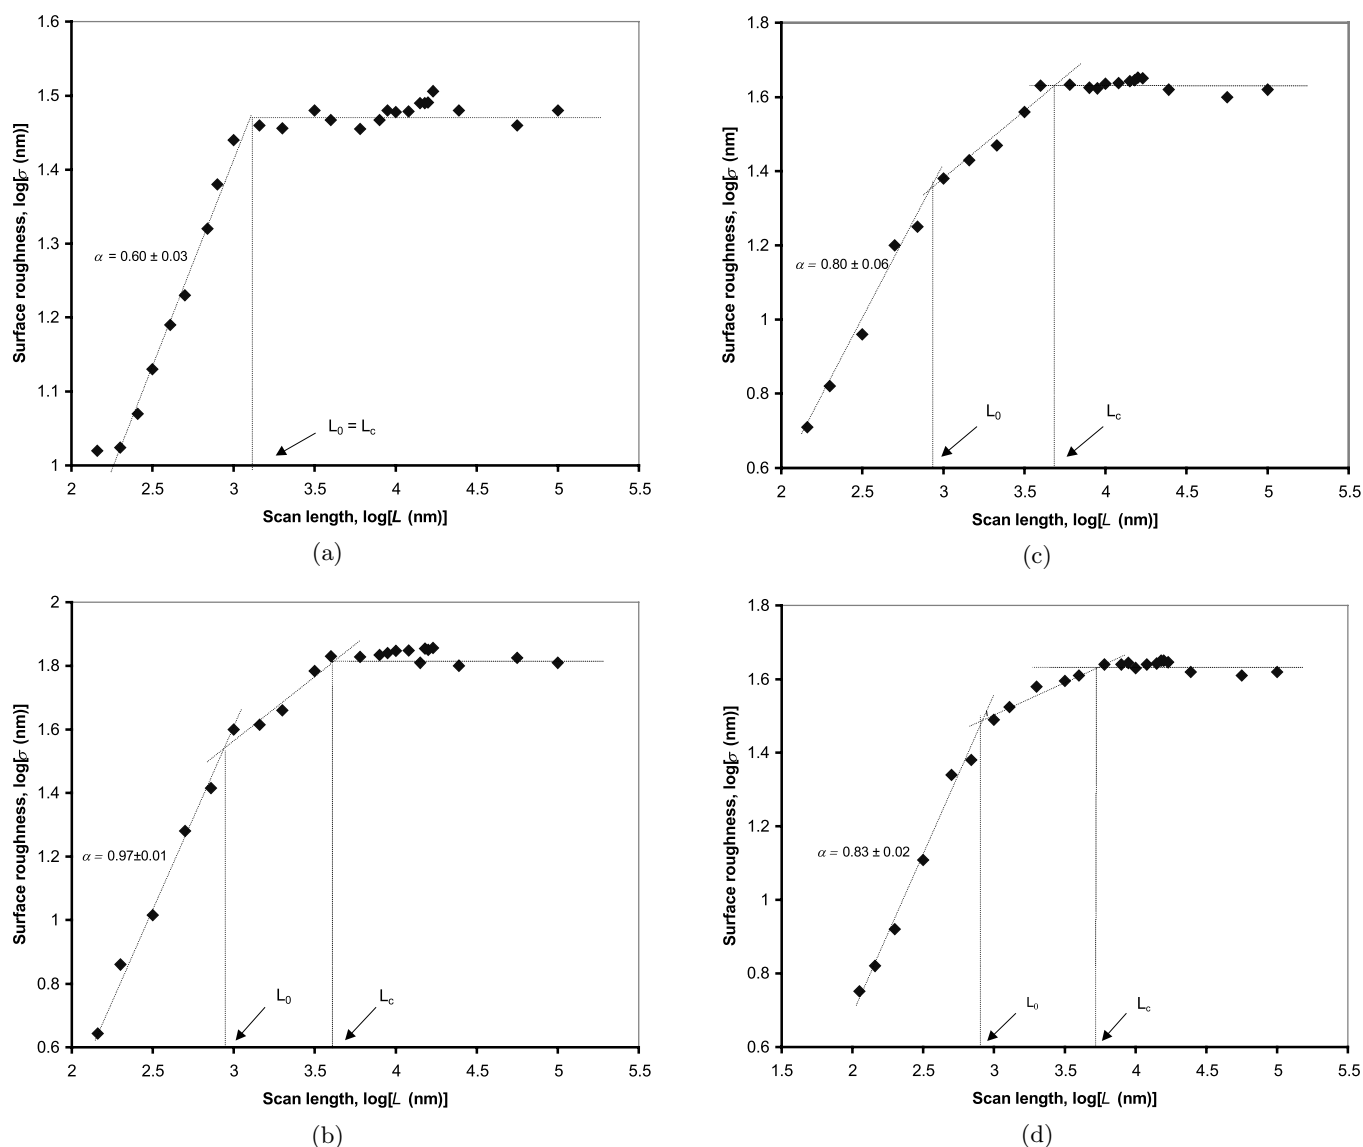 1.6
1.5
1.4
1.3
1.2
1.1
1
2
2.5
3
3.5
4
4.5
5
5.5
Surface roughness, log[σ (nm)]
α = 0.60 ± 0.03
L0 = Lc
Scan length, log[L (nm)]
(a)
1.8
1.6
1.4
1.2
1
0.8
0.6
2
2.5
3
3.5
4
4.5
5
5.5
Surface roughness, log[σ (nm]
α = 0.80 ± 0.06
L0
Lc
Scan length, log[L (nm)]
(c)
2
1.8
1.6
1.4
1.2
1
0.8
0.6
2
2.5
3
3.5
4
4.5
5
5.5
Surface roughness, log[σ (nm)]
α = 0.97±0.01
L0
Lc
Scan length, log[L (nm)]
(b)
1.8
1.6
1.4
1.2
1
0.8
0.6
1.5
2
2.5
3
3.5
4
4.5
5
5.5
Surface roughness, log[σ (nm)]
α = 0.83 ± 0.02
L0
Lc
Scan length, log[L (nm)]
(d)